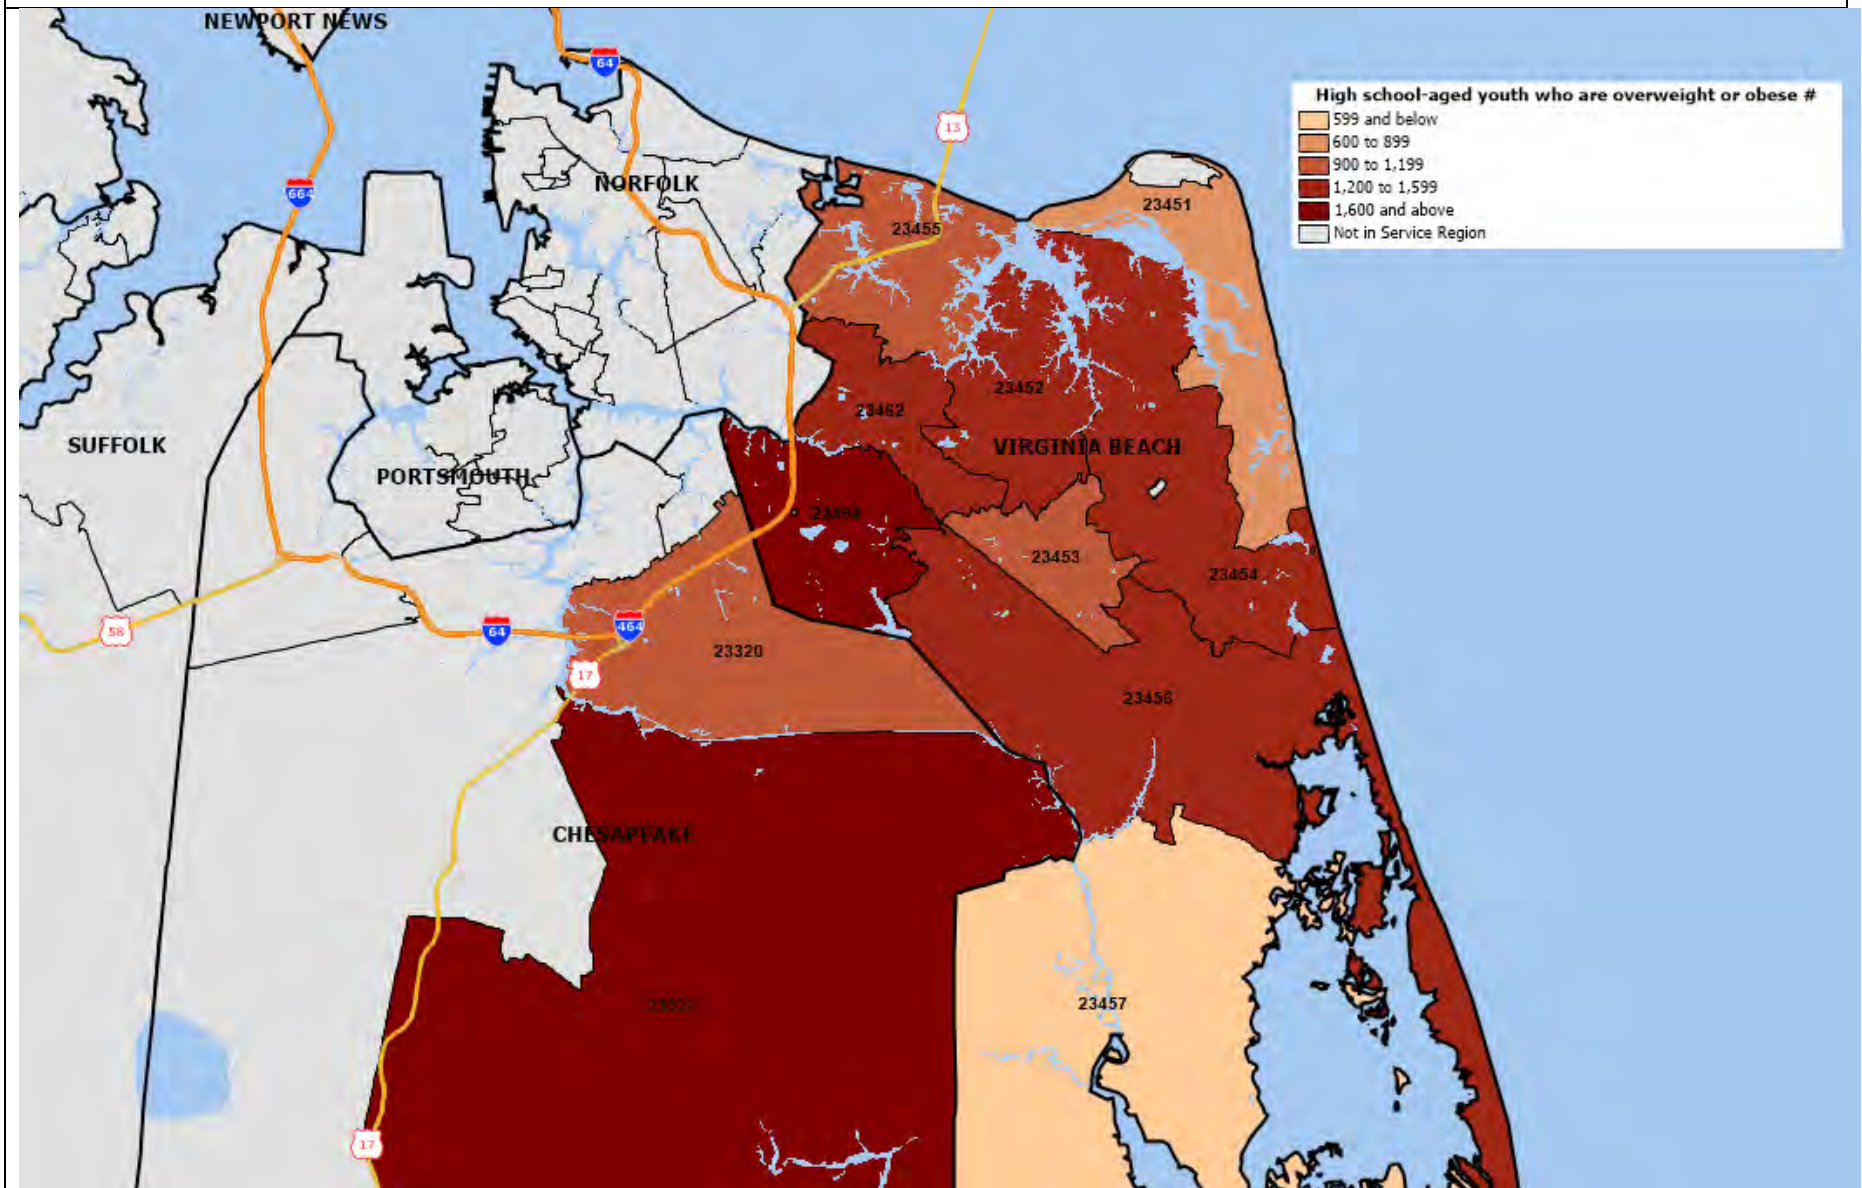 NEWPORT NEWS
64
High school-aged youth who are overweight or obese #
599 and below
600 to 899
900 to 1,199
1,200 to 1,599
1,600 and above
Not in Service Region
13
664
NORFOLK
23451
23455
23452
23462
SUFFOLK
VIRGINIA BEACH
PORTSMOUTH
23464
23453
23454
58
64
464
23320
17
23456
CHESAPEAKE
23457
17